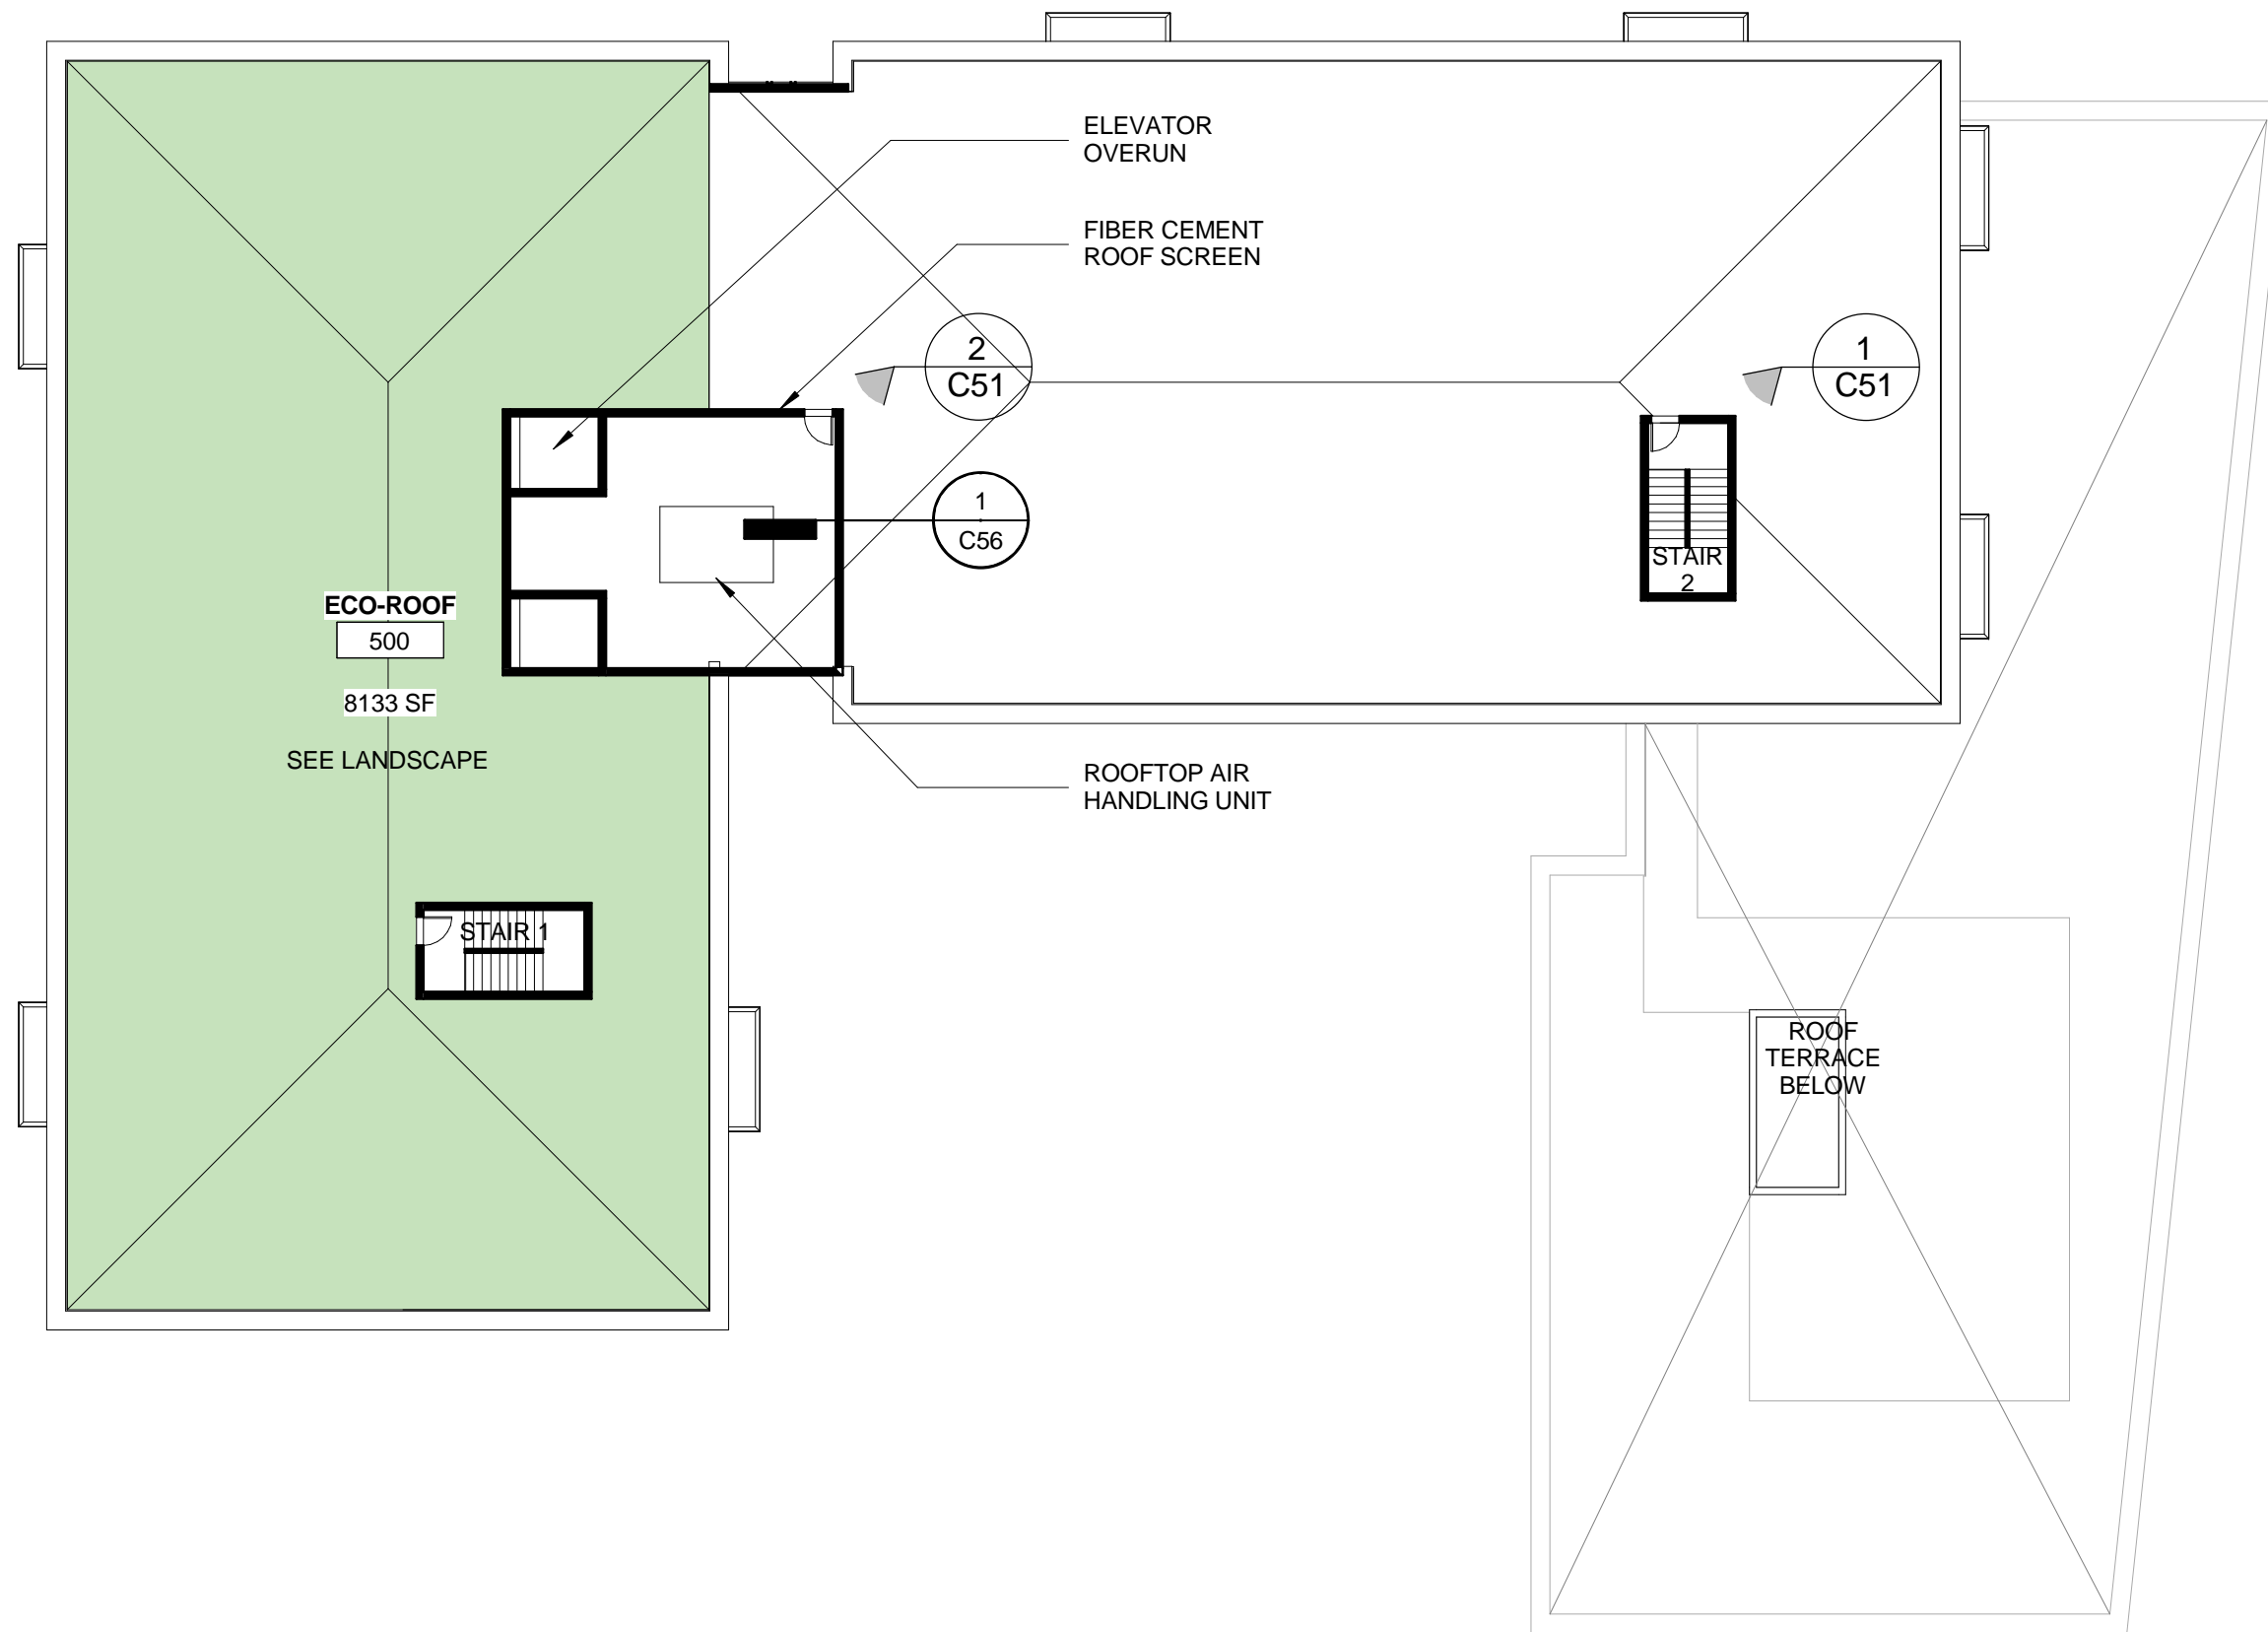 ELEVATOR
OVERUN
FIBER CEMENT
ROOF SCREEN
2
C51
1
C51
1
C56
STAIR
2
ECO-ROOF
500
8133 SF
SEE LANDSCAPE
ROOFTOP AIR
HANDLING UNIT
STAIR 1
ROOF
TERRACE
BELOW